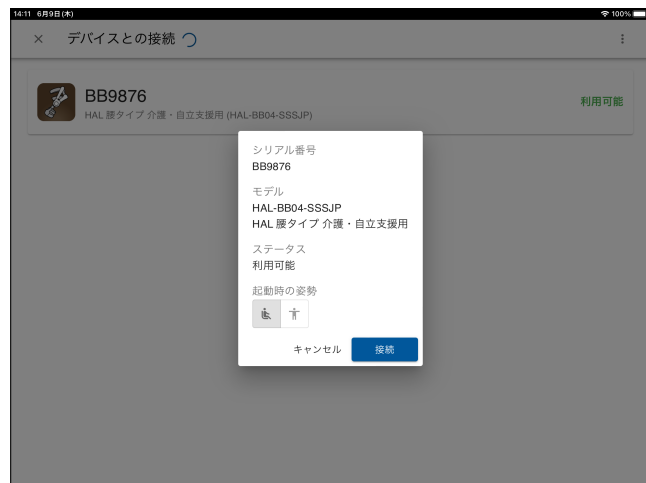 14:11 6月9日(木)
100%
デバイスとの接続
BB9876
HAL 腰タイプ 介護・自立支援用 (HAL-BB04-SSSJP)
利用可能
シリアル番号
BB9876
モデル
HAL-BB04-SSSJP
HAL 腰タイプ 介護・自立支援用
ステータス
利用可能
起動時の姿勢
キャンセル 接続